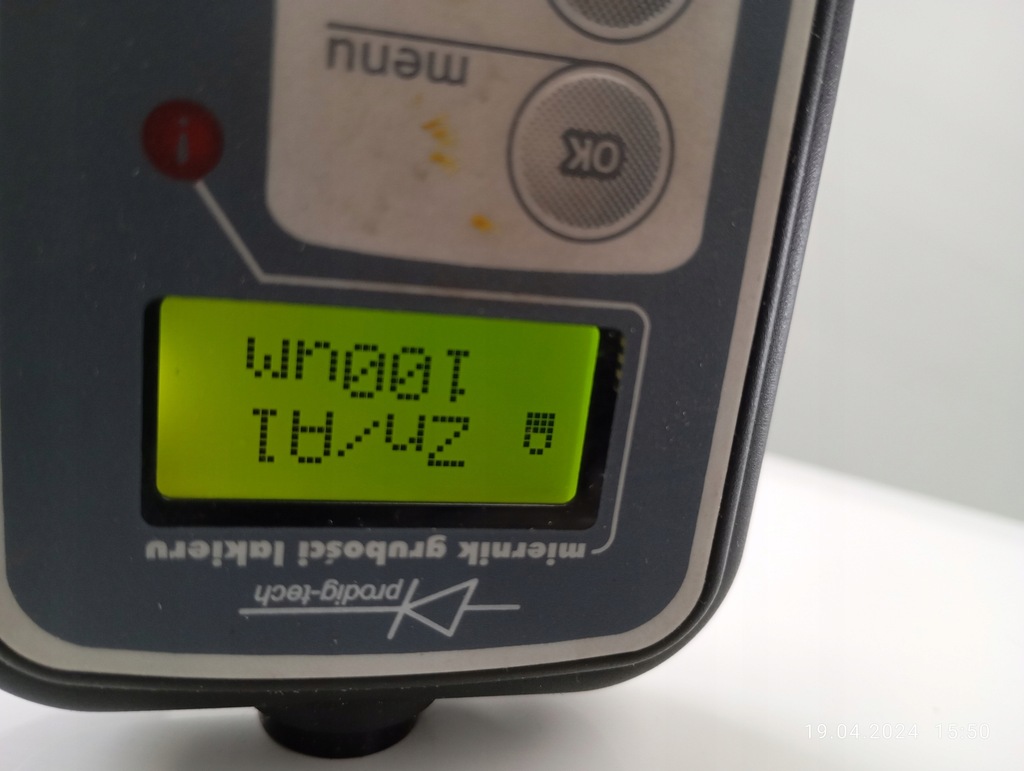 prodig-tech
miernik grubości lakieru
Zn/Al
100um
i
OK
menu
19.04.2024 15:50